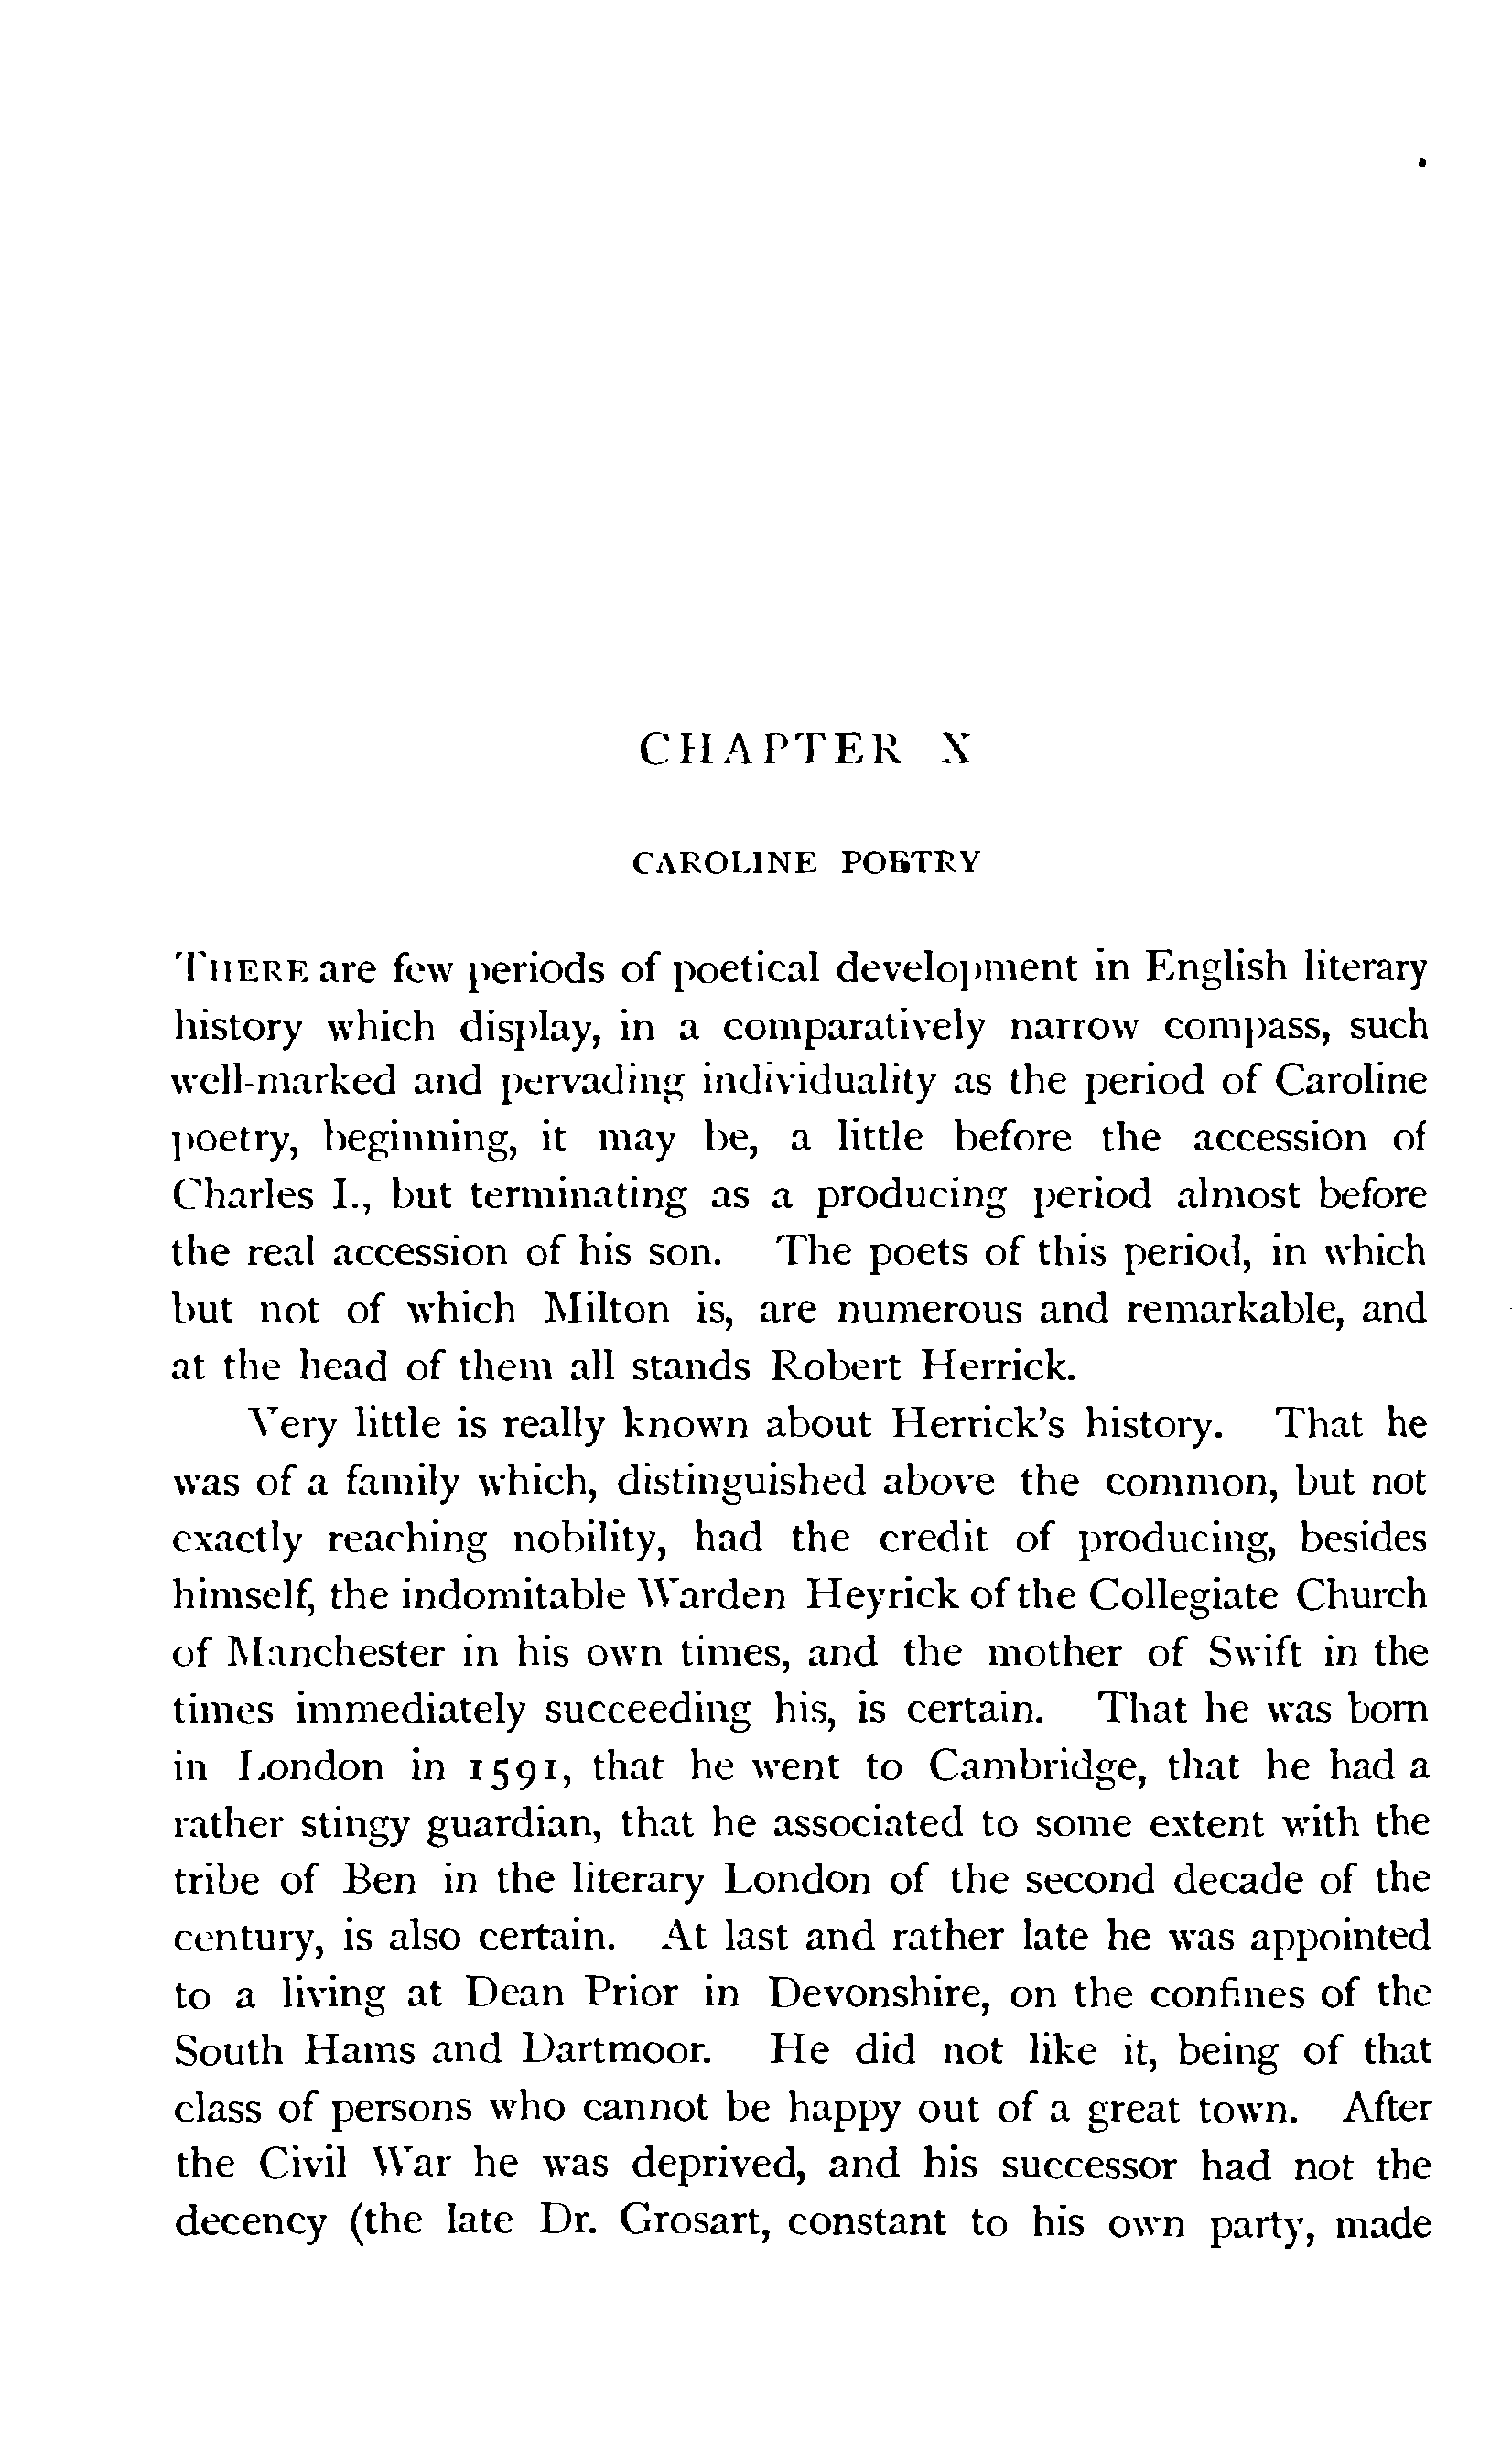 CHAPTER X
CAROLINE POETRY
THERE are few periods of poetical development in English literary
history which display, in a comparatively narrow compass, such
well-marked and pervading individuality as the period of Caroline
poetry, beginning, it may be, a little before the accession of
Charles I., but terminating as a producing period almost before
the real accession of his son. The poets of this period, in which
but not of which Milton is, are numerous and remarkable, and
at the head of them all stands Robert Herrick.
Very little is really known about Herrick's history. That he
was of a family which, distinguished above the common, but not
exactly reaching nobility, had the credit of producing, besides
himself, the indomitable Warden Heyrick of the Collegiate Church
of Manchester in his own times, and the mother of Swift in the
times immediately succeeding his, is certain. That he was born
in London in 1591, that he went to Cambridge, that he had a
rather stingy guardian, that he associated to some extent with the
tribe of Ben in the literary London of the second decade of the
century, is also certain. At last and rather late he was appointed
to a living at Dean Prior in Devonshire, on the confines of the
South Hams and Dartmoor. He did not like it, being of that
class of persons who cannot be happy out of a great town. After
the Civil War he was deprived, and his successor had not the
decency (the late Dr. Grosart, constant to his own party, made